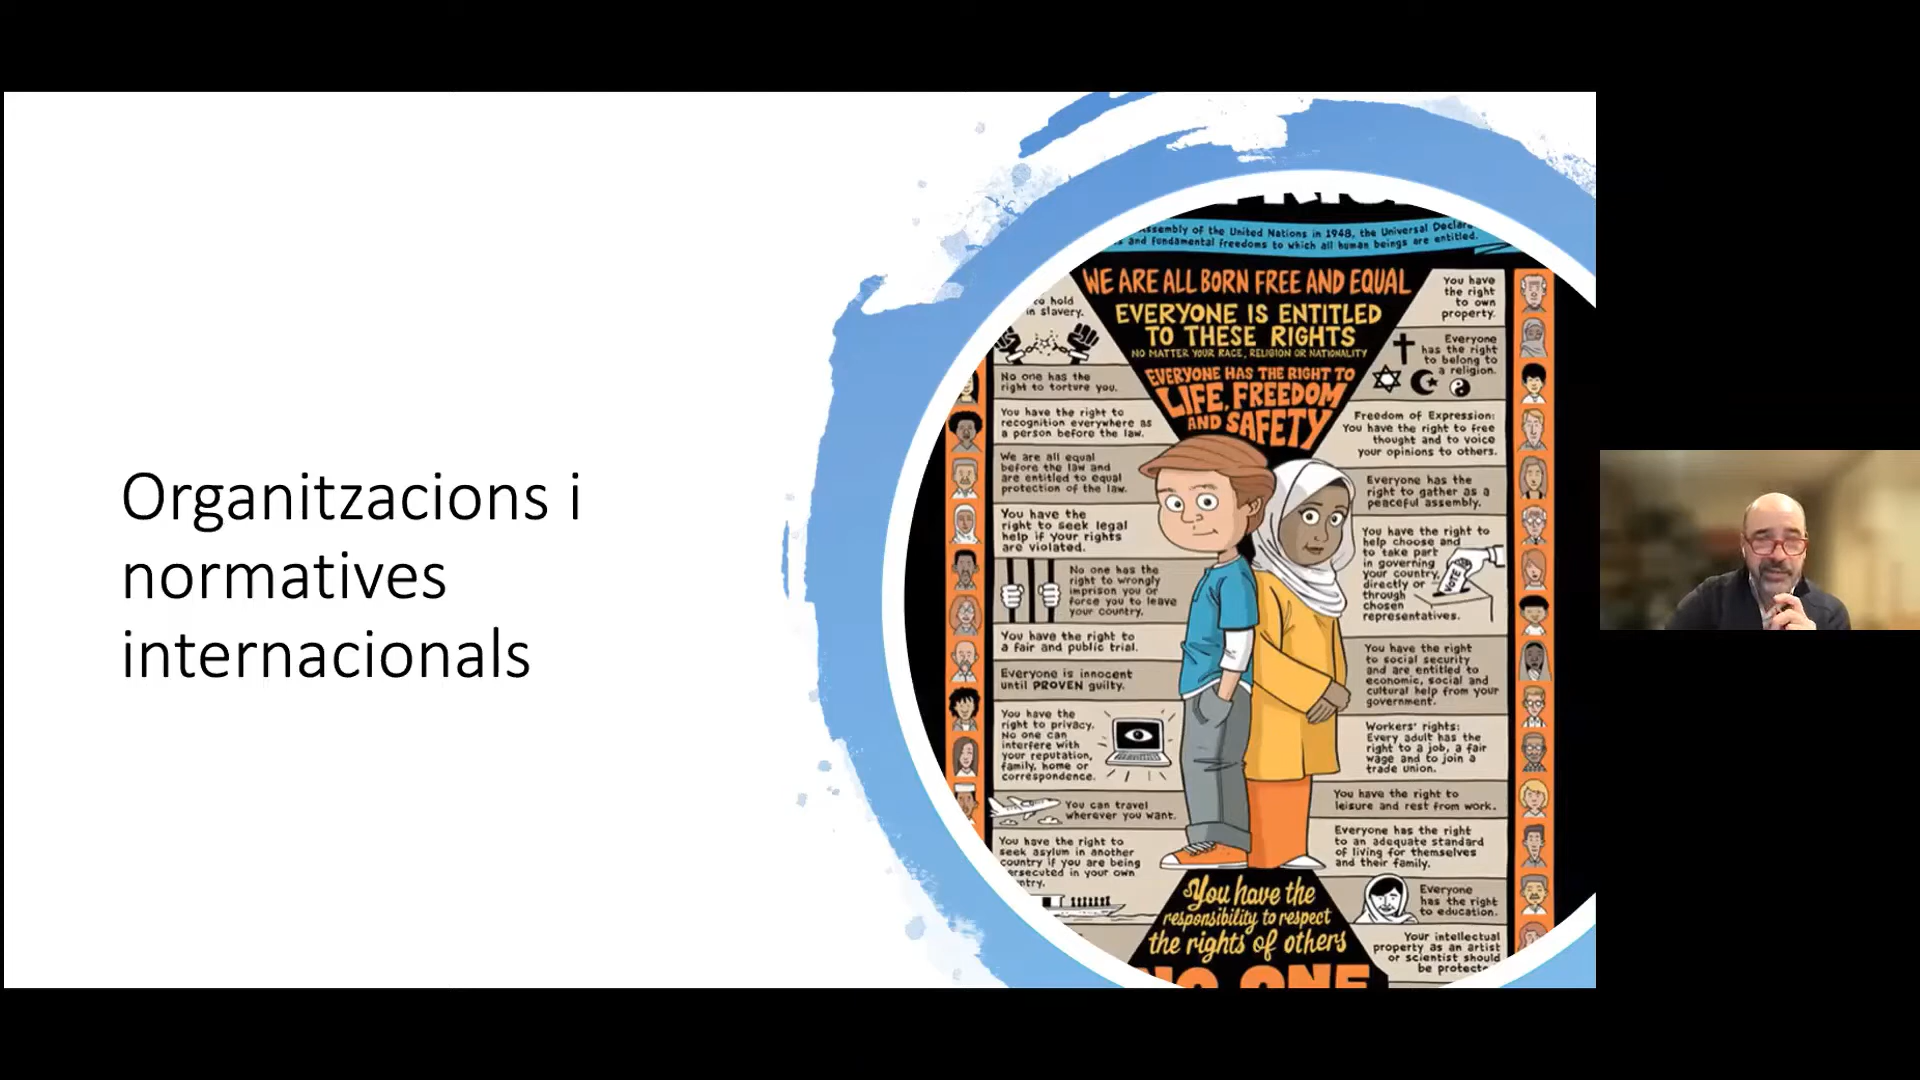 Organitzacions i
normatives
internacionals
Assembly of the United Nations in 1948, the Universal Declara
and fundamental freedoms to which all human beings are entitled.
WE ARE ALL BORN FREE AND EQUAL
EVERYONE IS ENTITLED
TO THESE RIGHTS
NO MATTER YOUR RACE, RELIGION OR NATIONALITY
EVERYONE HAS THE RIGHT TO
LIFE, FREEDOM
AND SAFETY
to hold
in slavery.
No one has the
right to torture you.
You have the right to
recognition everywhere as
a person before the law.
We are all equal
before the law and
are entitled to equal
protection of the law.
You have the
right to seek legal
help if your rights
are violated.
No one has the
right to wrongly
imprison you or
force you to leave
your country.
You have the right to
a fair and public trial.
Everyone is innocent
until PROVEN guilty.
You have the
right to privacy.
No one can
interfere with
your reputation,
family, home or
correspondence.
You can travel
wherever you want.
You have the right to
seek asylum in another
country if you are being
ersecuted in your own
ntry.
You have
the right
to own
property.
Everyone
has the right
to belong to
a religion.
Freedom of Expression:
You have the right to free
thought and to voice
your opinions to others.
Everyone has the
right to gather as a
peaceful assembly.
You have the right to
help choose and
to take part
in governing
your country,
directly or
through
chosen
representatives.
VOTE
You have the right
to social security
and are entitled to
economic, social and
cultural help from your
government.
Workers' rights:
Every adult has the
right to a job, a fair
wage and to join a
trade union.
You have the right to
leisure and rest from work.
Everyone has the right
to an adequate standard
of living for themselves
and their family.
Everyone
has the right
to education.
Your intellectual
property as an artist
or scientist should
be protecte
You have the
responsibility to respect
the rights of others
NO ONE